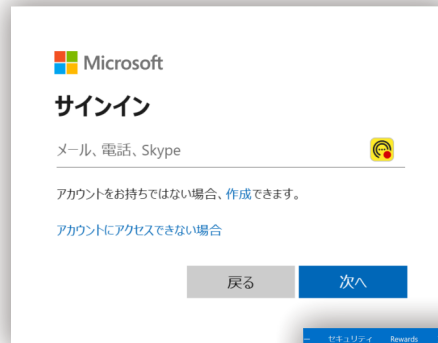 Microsoft
サインイン
メール、電話、Skype
アカウントをお持ちではない場合、作成できます。
アカウントにアクセスできない場合
戻る
次へ
セキュリティ Rewards